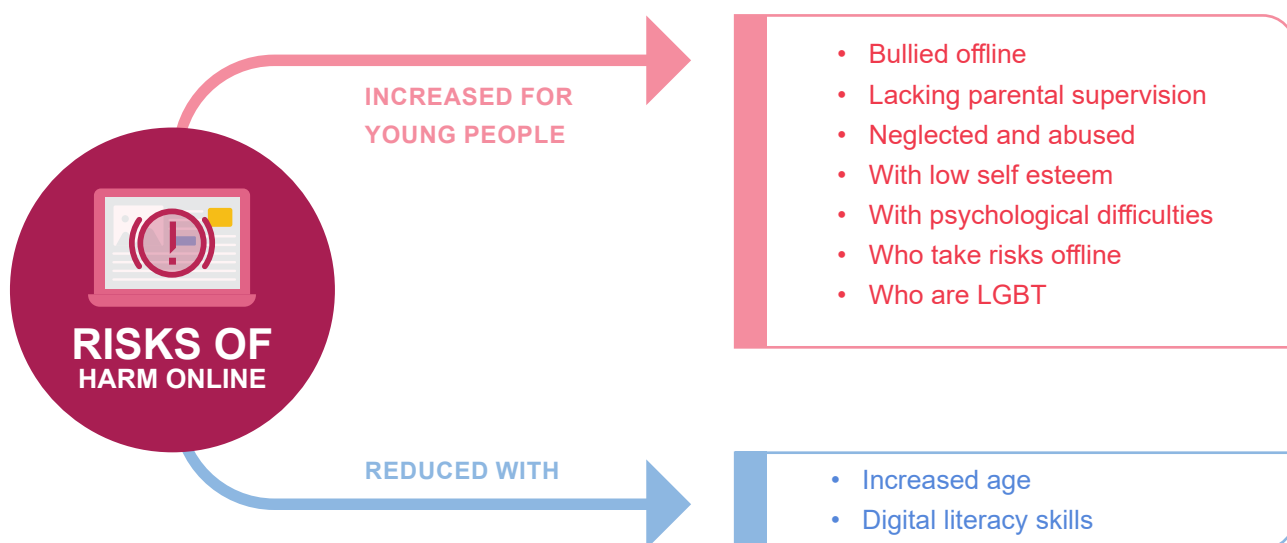 INCREASED FOR
YOUNG PEOPLE
• Bullied offline
• Lacking parental supervision
• Neglected and abused
• With low self esteem
• With psychological difficulties
• Who take risks offline
• Who are LGBT
RISKS OF
HARM ONLINE
REDUCED WITH
• Increased age
• Digital literacy skills